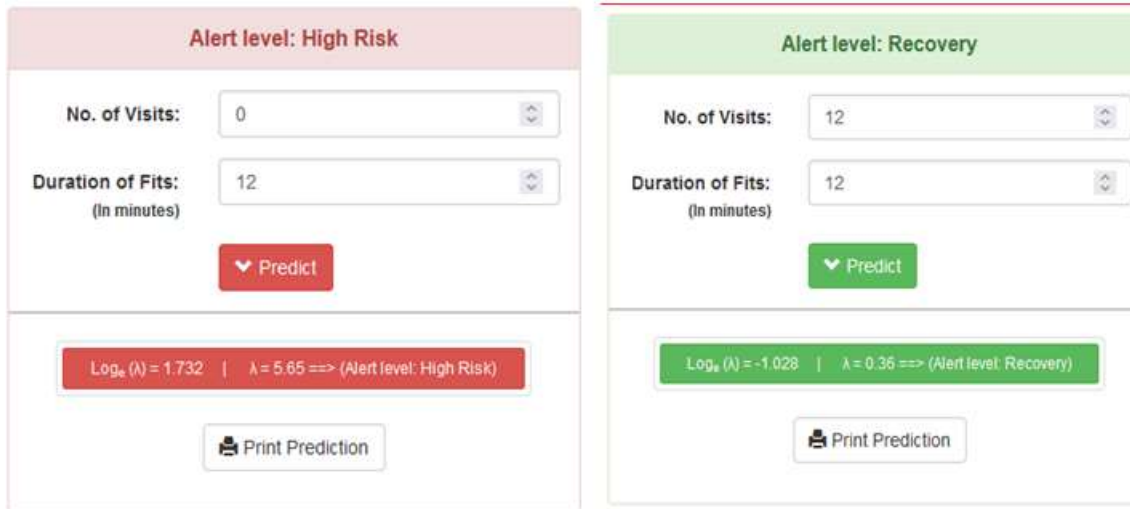 Alert level: High Risk
No. of Visits:
0
Duration of Fits:
(In minutes)
12
Predict
Logₑ (λ) = 1.732 | λ = 5.65 ==> (Alert level: High Risk)
Print Prediction
Alert level: Recovery
No. of Visits:
12
Duration of Fits:
(In minutes)
12
Predict
Logₑ (λ) = -1.028 | λ = 0.36 ==> (Alert level: Recovery)
Print Prediction